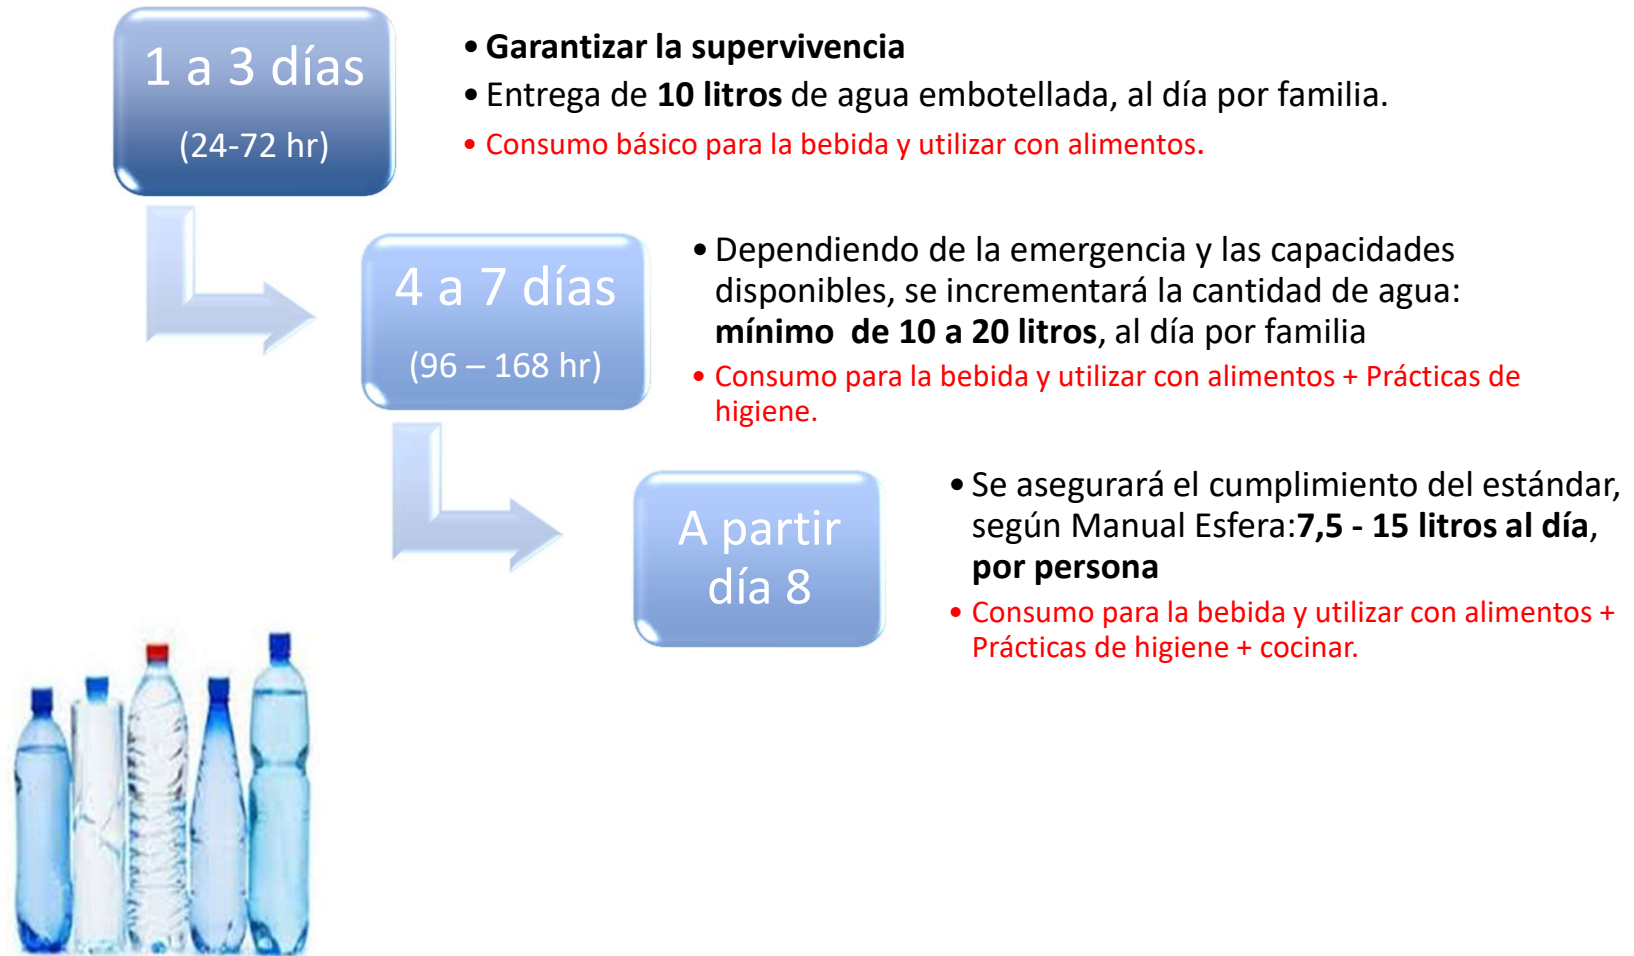 1 a 3 días
(24-72 hr)
• Garantizar la supervivencia
• Entrega de 10 litros de agua embotellada, al día por familia.
• Consumo básico para la bebida y utilizar con alimentos.
4 a 7 días
(96 – 168 hr)
• Dependiendo de la emergencia y las capacidades
disponibles, se incrementará la cantidad de agua:
mínimo  de 10 a 20 litros, al día por familia
• Consumo para la bebida y utilizar con alimentos + Prácticas de
higiene.
A partir
día 8
• Se asegurará el cumplimiento del estándar,
según Manual Esfera:7,5 - 15 litros al día,
por persona
• Consumo para la bebida y utilizar con alimentos +
Prácticas de higiene + cocinar.